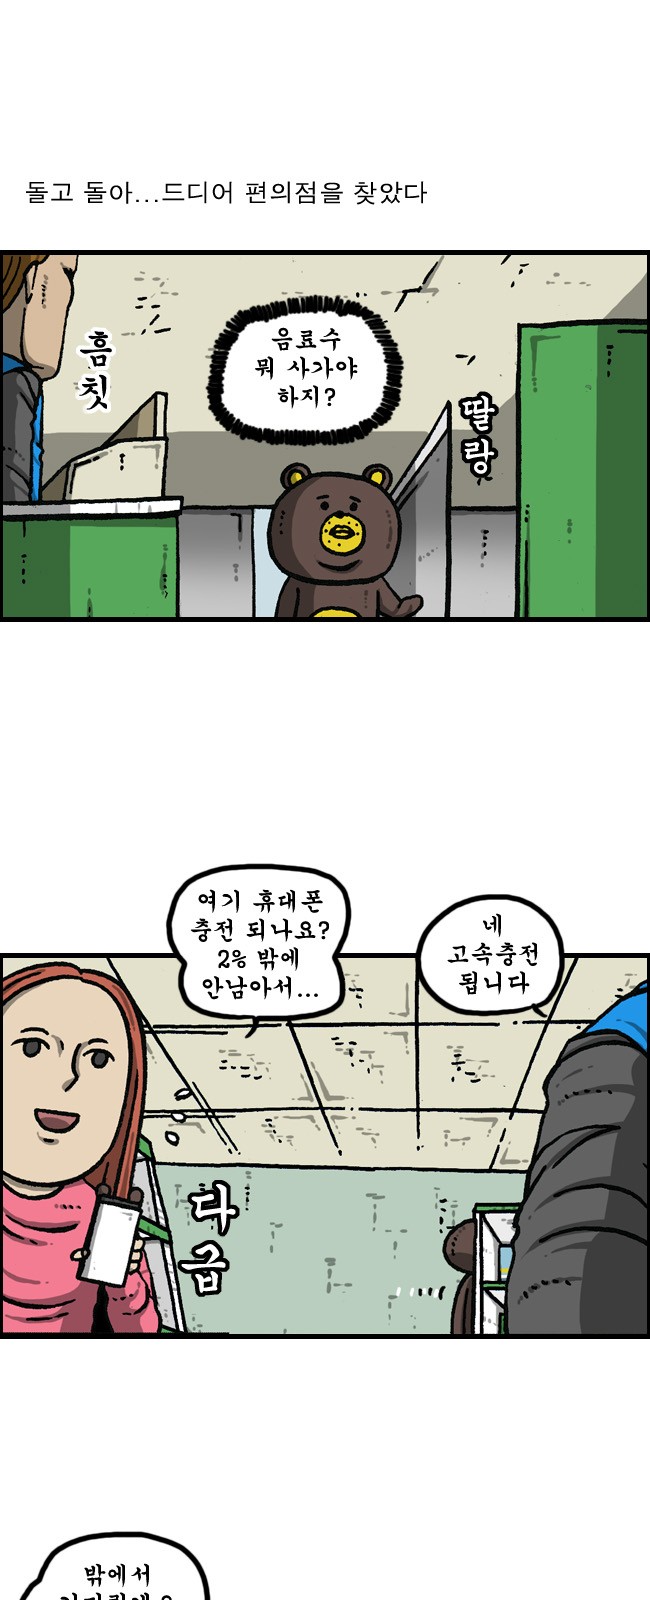 돌고 돌아...드디어 편의점을 찾았다
음료수
뭐 사가야
하지?
흠칫
딸랑
여기 휴대폰
충전 되나요?
2% 밖에
안남아서...
네
고속충전
됩니다
다급
밖에서